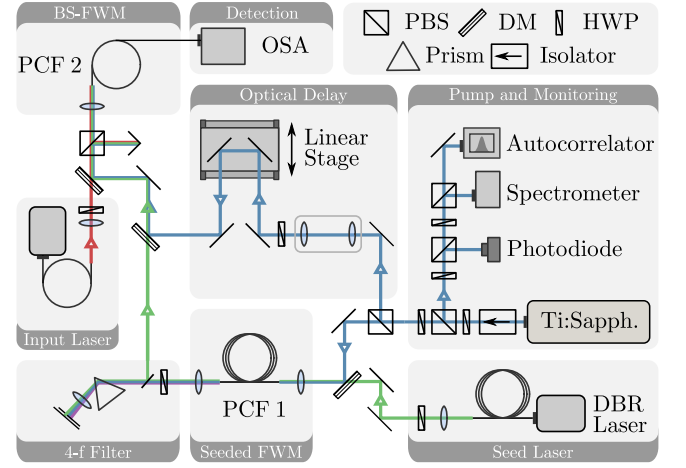 BS-FWM
Detection
PBS
DM
HWP
Prism
Isolator
PCF 2
OSA
Optical Delay
Pump and Monitoring
Linear
Stage
Autocorrelator
Spectrometer
Photodiode
Ti:Sapph.
Input Laser
PCF 1
DBR
Laser
4-f Filter
Seeded FWM
Seed Laser